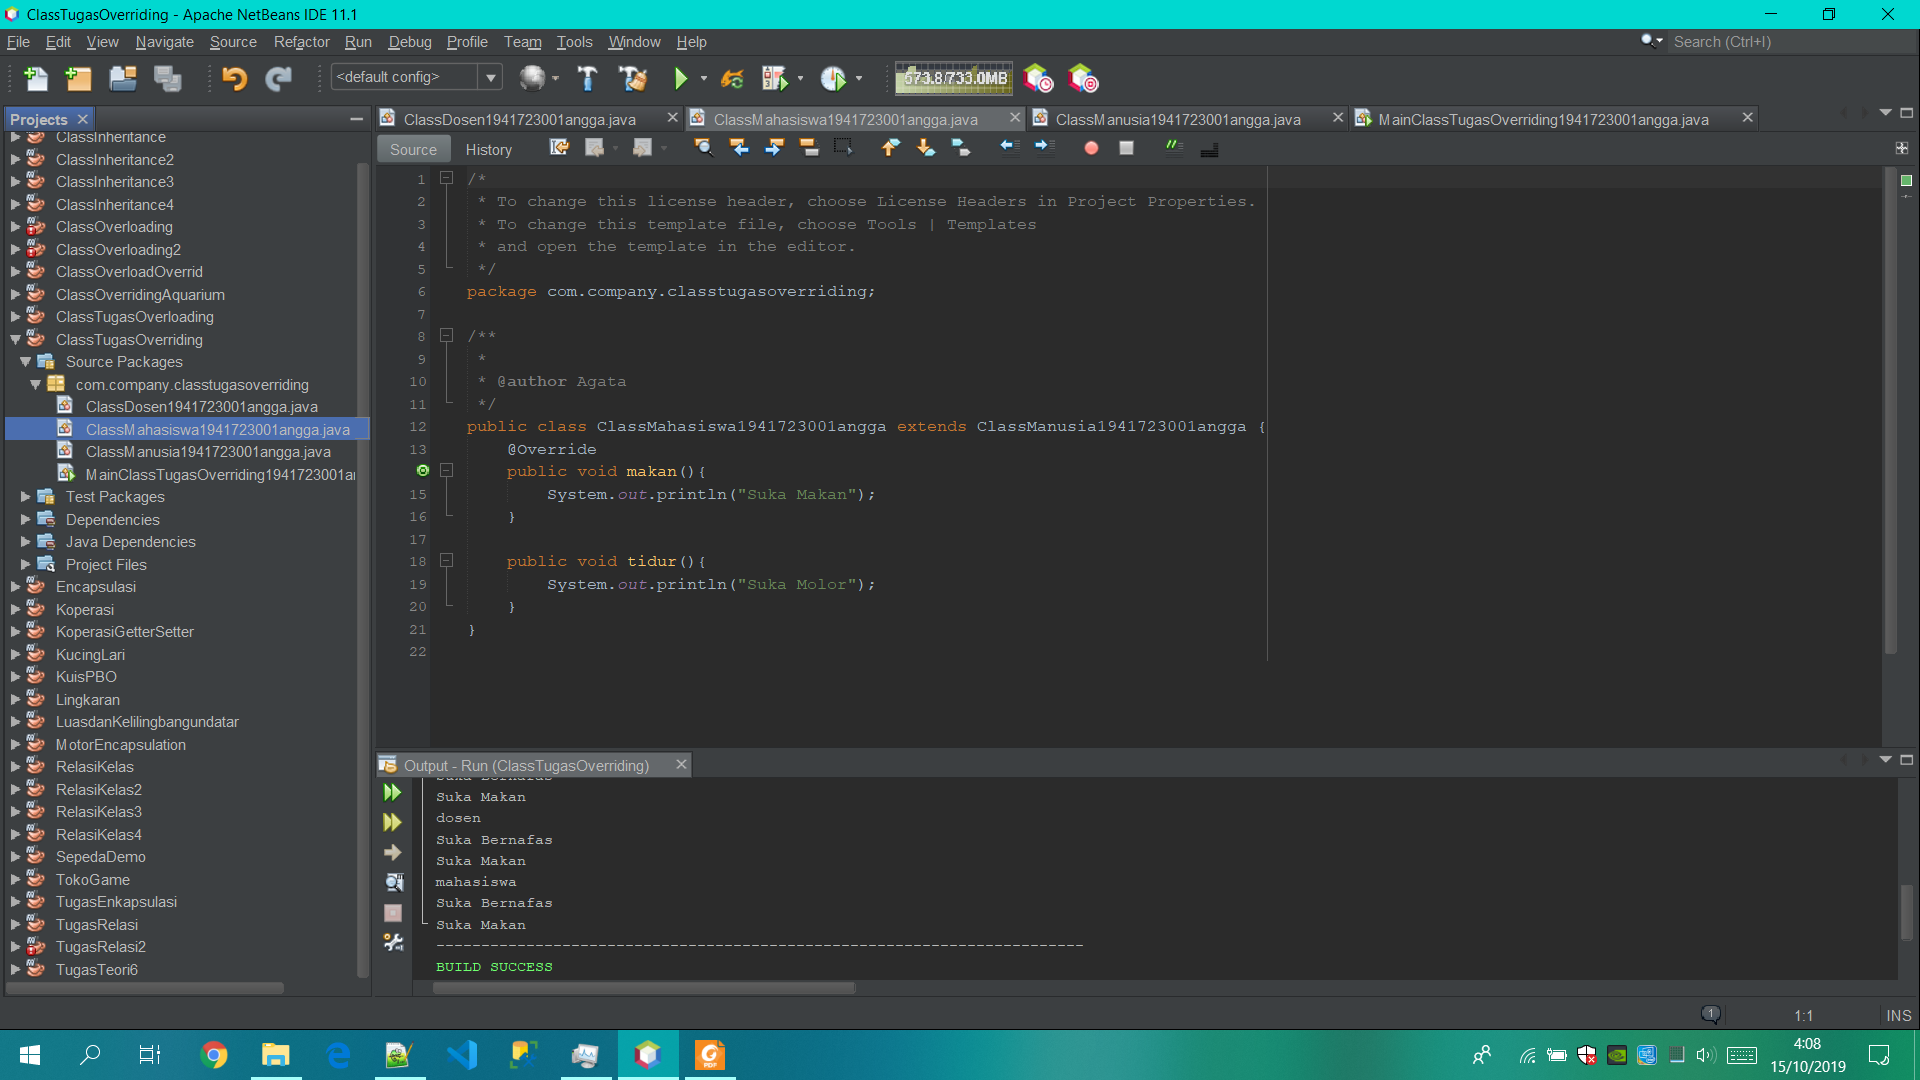 ClassTugasOverriding - Apache NetBeans IDE 11.1
File Edit View Navigate Source Refactor Run Debug Profile Team Tools Window Help
Search (Ctrl+I)
<default config>
573.8/733.0MB
Projects
ClassInheritance
ClassInheritance2
ClassInheritance3
ClassInheritance4
ClassOverloading
ClassOverloading2
ClassOverloadOverrid
ClassOverridingAquarium
ClassTugasOverloading
ClassTugasOverriding
Source Packages
com.company.classtugasoverriding
ClassDosen1941723001angga.java
ClassMahasiswa1941723001angga.java
ClassManusia1941723001angga.java
MainClassTugasOverriding1941723001a
Test Packages
Dependencies
Java Dependencies
Project Files
Encapsulasi
Koperasi
KoperasiGetterSetter
KucingLari
KuisPBO
Lingkaran
LuasdanKelilingbangundatar
MotorEncapsulation
RelasiKelas
RelasiKelas2
RelasiKelas3
RelasiKelas4
SepedaDemo
TokoGame
TugasEnkapsulasi
TugasRelasi
TugasRelasi2
TugasTeori6
ClassDosen1941723001angga.java ClassMahasiswa1941723001angga.java ClassManusia1941723001angga.java MainClassTugasOverriding1941723001angga.java
Source History
1 /*
2 * To change this license header, choose License Headers in Project Properties.
3 * To change this template file, choose Tools | Templates
4 * and open the template in the editor.
5 */
6 package com.company.classtugasoverriding;
7
8 /**
9 *
10 * @author Agata
11 */
12 public class ClassMahasiswa1941723001angga extends ClassManusia1941723001angga {
13 @Override
public void makan(){
15 System.out.println("Suka Makan");
16 }
17
18 public void tidur(){
19 System.out.println("Suka Molor");
20 }
21 }
22
Output - Run (ClassTugasOverriding)
Suka Bernafas
Suka Makan
dosen
Suka Bernafas
Suka Makan
mahasiswa
Suka Bernafas
Suka Makan
------------------------------------------------------------------------
BUILD SUCCESS
1
1:1 INS
4:08
15/10/2019